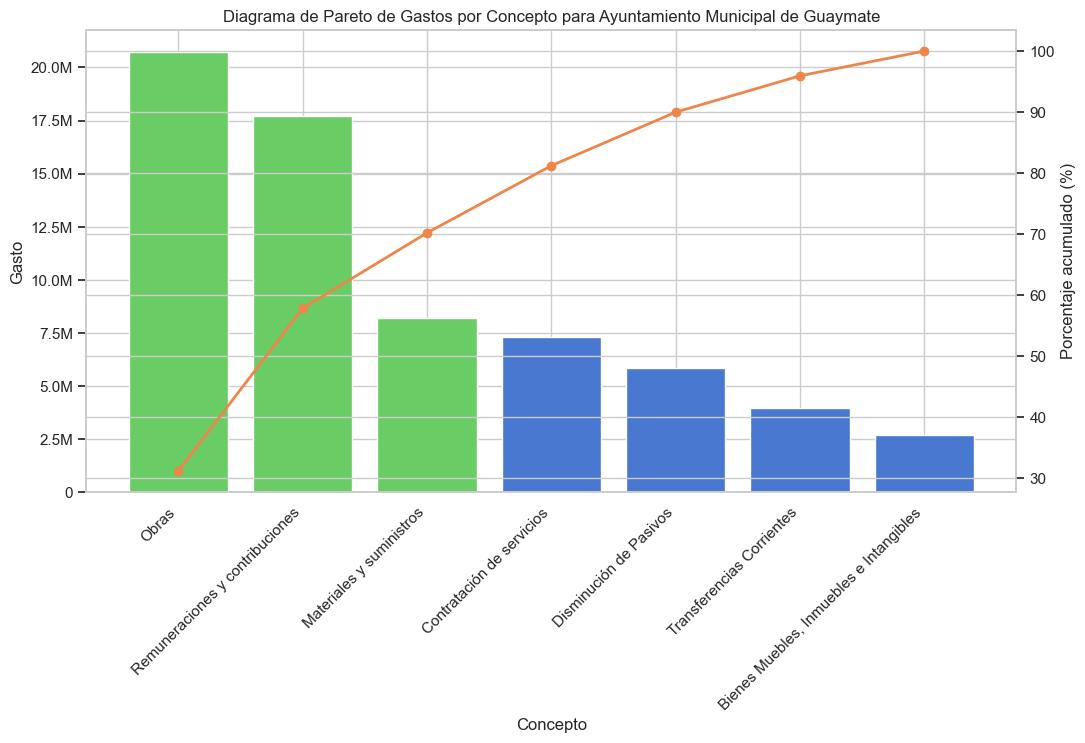 Diagrama de Pareto de Gastos por Concepto para Ayuntamiento Municipal de Guaymate
Gasto
20.0M
17.5M
15.0M
12.5M
10.0M
7.5M
5.0M
2.5M
0
100
90
80
70
60
50
40
30
Porcentaje acumulado (%)
Obras
Remuneraciones y contribuciones
Materiales y suministros
Contratación de servicios
Disminución de Pasivos
Transferencias Corrientes
Bienes Muebles, Inmuebles e Intangibles
Concepto